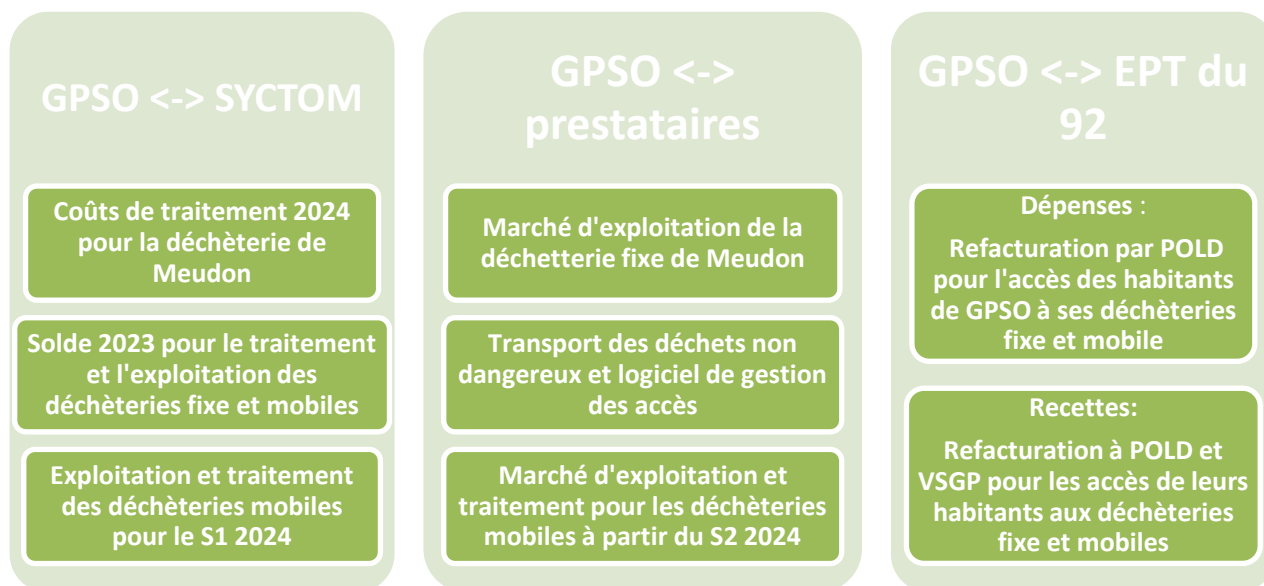 GPSO <-> SYCTOM
Coûts de traitement 2024
pour la déchèterie de
Meudon
Solde 2023 pour le traitement
et l'exploitation des
déchèteries fixe et mobiles
Exploitation et traitement
des déchèteries mobiles
pour le S1 2024
GPSO <->
prestataires
Marché d'exploitation de la
déchetterie fixe de Meudon
Transport des déchets non
dangereux et logiciel de gestion
des accès
Marché d'exploitation et
traitement pour les déchèteries
mobiles à partir du S2 2024
GPSO <-> EPT du
92
Dépenses :
Refacturation par POLD
pour l'accès des habitants
de GPSO à ses déchèteries
fixe et mobile
Recettes:
Refacturation à POLD et
VSGP pour les accès de leurs
habitants aux déchèteries
fixe et mobiles